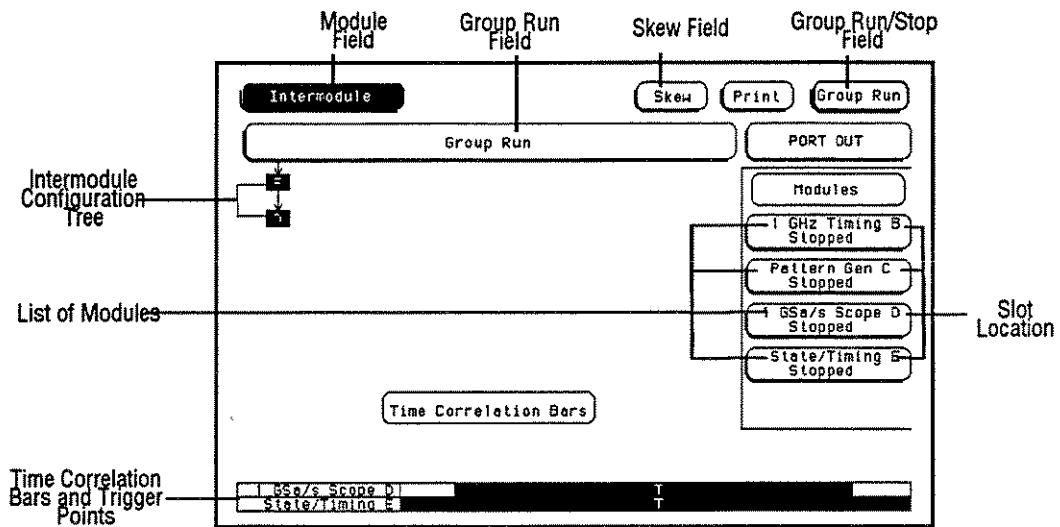 Module
Field
Group Run
Field
Skew Field
Group Run/Stop
Field
Intermodule
Skew
Print
Group Run
Group Run
PORT OUT
Intermodule
Configuration
Tree
Modules
1 GHz Timing B
Stopped
Pattern Gen C
Stopped
List of Modules
1 GSa/s Scope D
Stopped
Slot
Location
State/Timing E
Stopped
Time Correlation Bars
Time Correlation
Bars and Trigger
Points
1 GSa/s Scope D
T
State/Timing E
T